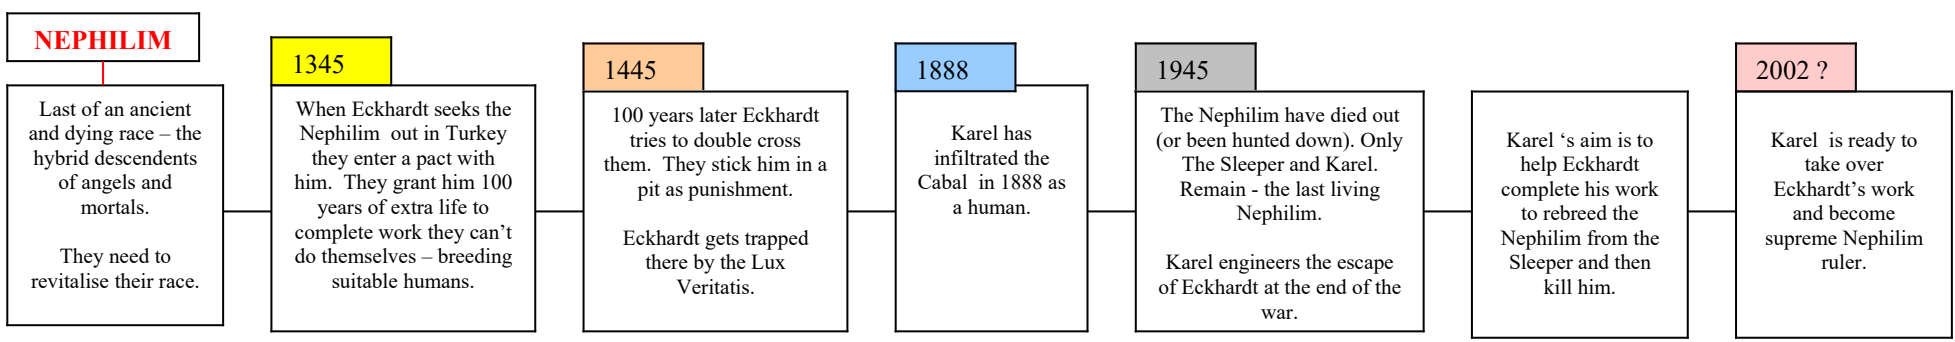 NEPHILIM
Last of an ancient
and dying race – the
hybrid descendents
of angels and
mortals.
They need to
revitalise their race.
1345
When Eckhardt seeks the
Nephilim out in Turkey
they enter a pact with
him. They grant him 100
years of extra life to
complete work they can’t
do themselves – breeding
suitable humans.
1445
100 years later Eckhardt
tries to double cross
them. They stick him in a
pit as punishment.
Eckhardt gets trapped
there by the Lux
Veritatis.
1888
Karel has
infiltrated the
Cabal in 1888 as
a human.
1945
The Nephilim have died out
(or been hunted down). Only
The Sleeper and Karel.
Remain - the last living
Nephilim.
Karel engineers the escape
of Eckhardt at the end of the
war.
Karel ‘s aim is to
help Eckhardt
complete his work
to rebreed the
Nephilim from the
Sleeper and then
kill him.
2002 ?
Karel is ready to
take over
Eckhardt’s work
and become
supreme Nephilim
ruler.